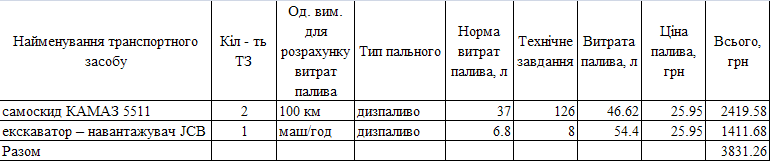 Найменування транспортного засобу | Кіл - ть ТЗ | Од. вим. для розрахунку витрат палива | Тип пального | Норма витрат палива, л | Технічне завдання | Витрата палива, л | Ціна палива, грн | Всього, грн
самоскид КАМАЗ 5511 | 2 | 100 км | дизпаливо | 37 | 126 | 46.62 | 25.95 | 2419.58
екскаватор – навантажувач JCB | 1 | маш/год | дизпаливо | 6.8 | 8 | 54.4 | 25.95 | 1411.68
Разом | 3831.26